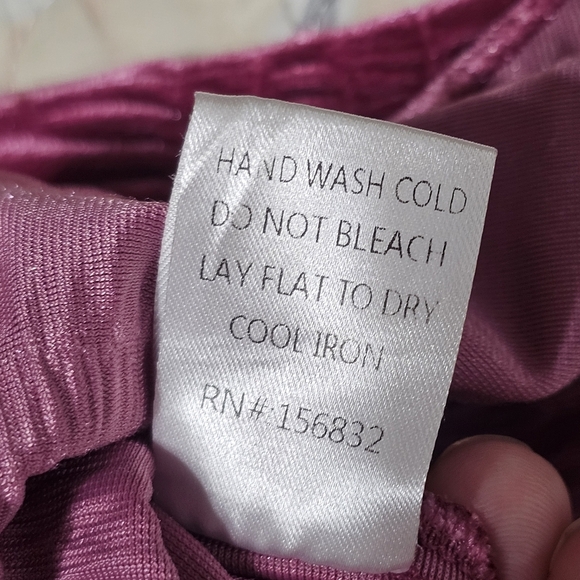 HAND WASH COLD
DO NOT BLEACH
LAY FLAT TO DRY
COOL IRON
RN#:156832